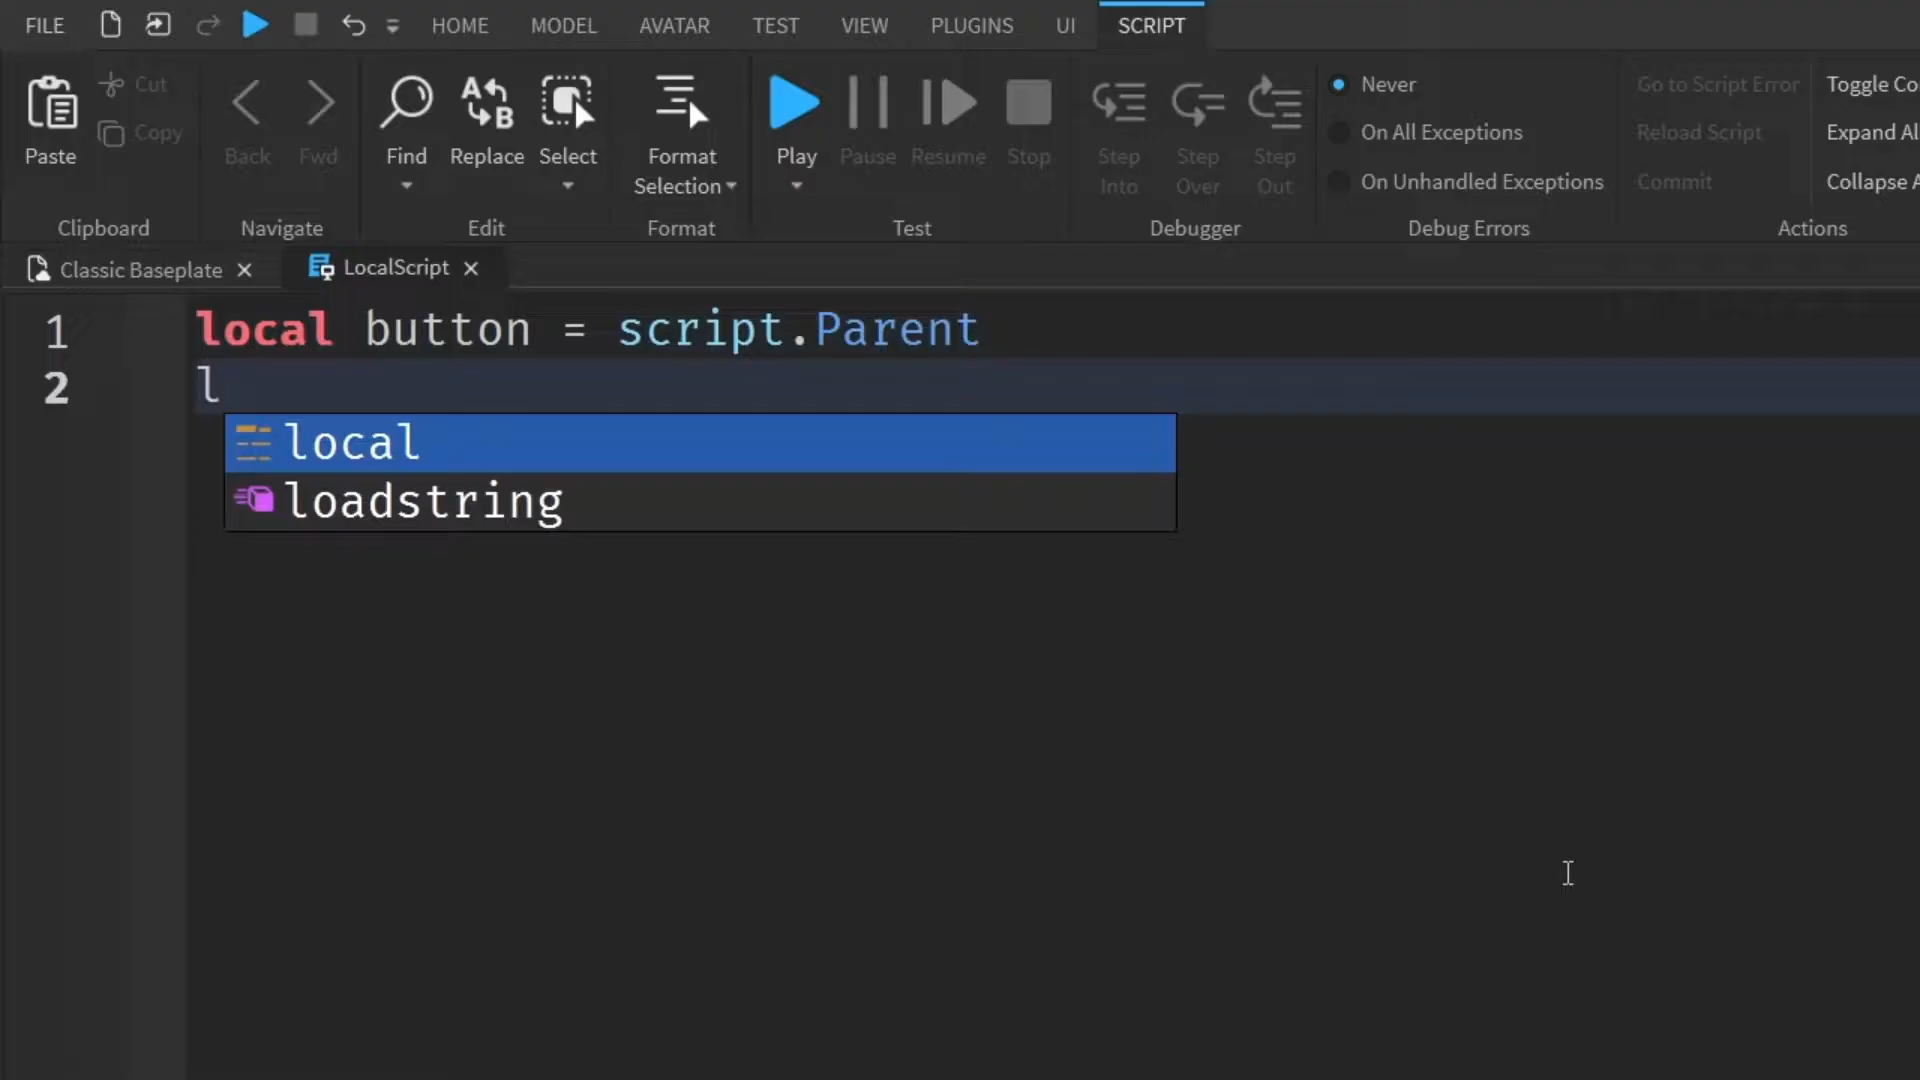 FILE HOME MODEL AVATAR TEST VIEW PLUGINS UI SCRIPT
Paste
Cut
Copy
Clipboard
Back Fwd
Navigate
Find Replace Select
Edit
Format
Selection
Format
Play Pause Resume Stop
Test
Step
Into
Step
Over
Step
Out
Debugger
Never
On All Exceptions
On Unhandled Exceptions
Debug Errors
Go to Script Error
Reload Script
Commit
Toggle Co
Expand Al
Collapse A
Actions
Classic Baseplate
LocalScript
1 local button = script.Parent
2 l
local
loadstring